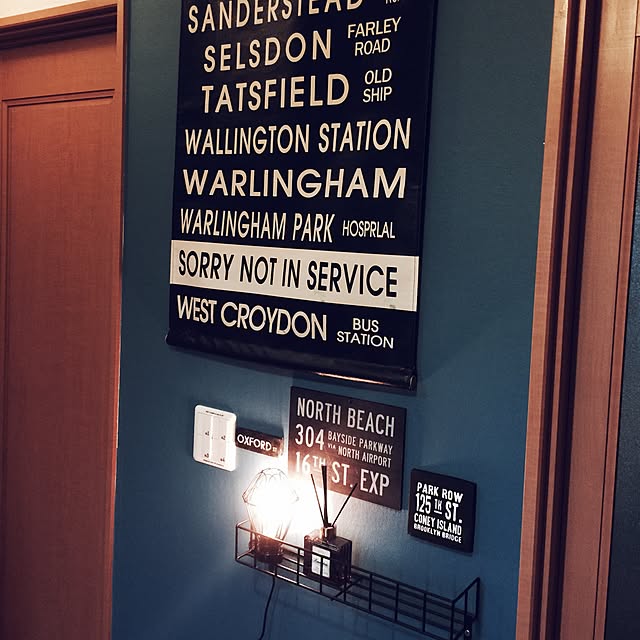 SANDERSTEAD
SELSDON FARLEY ROAD
TATSFIELD OLD SHIP
WALLINGTON STATION
WARLINGHAM
WARLINGHAM PARK HOSPRLAL
SORRY NOT IN SERVICE
WEST CROYDON BUS STATION
OXFORD
NORTH BEACH
304 BAYSIDE PARKWAY VIA NORTH AIRPORT
16TH ST. EXP
PARK ROW
125TH ST.
CONEY ISLAND
BROOKLYN BRIDGE